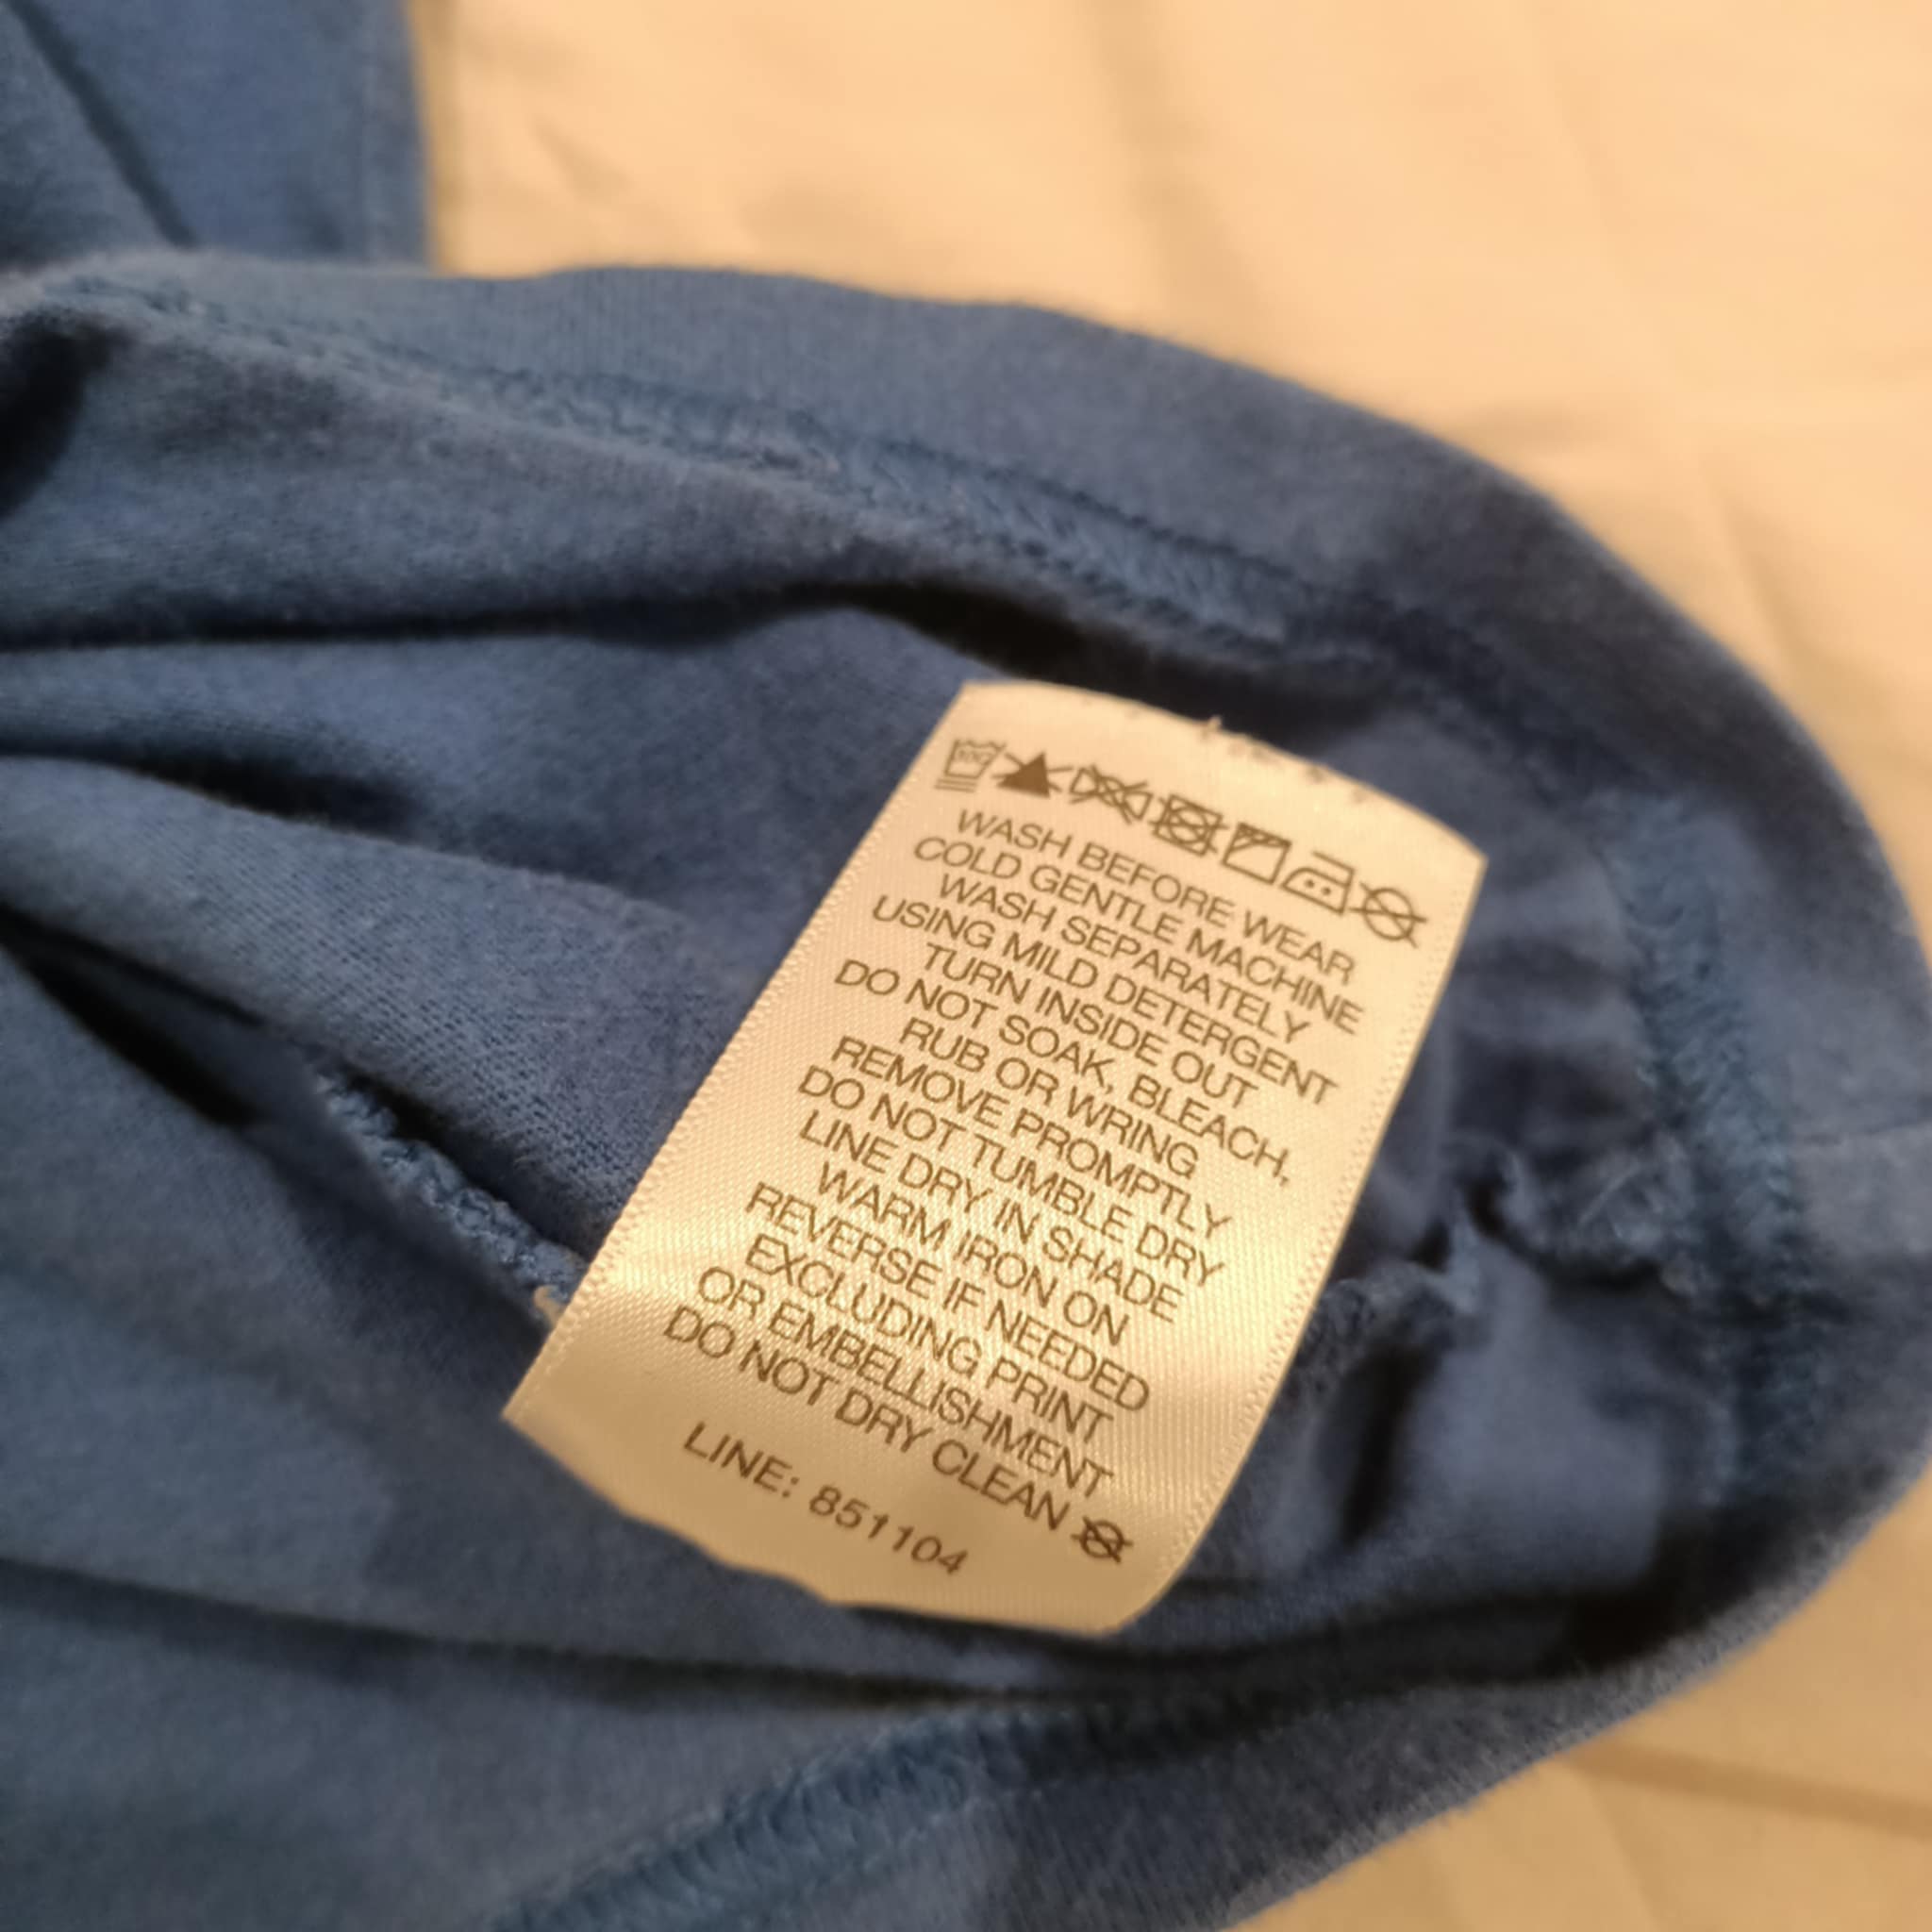 WASH BEFORE WEAR
COLD GENTLE MACHINE
WASH SEPARATELY
USING MILD DETERGENT
TURN INSIDE OUT
DO NOT SOAK, BLEACH,
RUB OR WRING
REMOVE PROMPTLY
DO NOT TUMBLE DRY
LINE DRY IN SHADE
WARM IRON ON
REVERSE IF NEEDED
EXCLUDING PRINT
OR EMBELLISHMENT
DO NOT DRY CLEAN
LINE: 851104